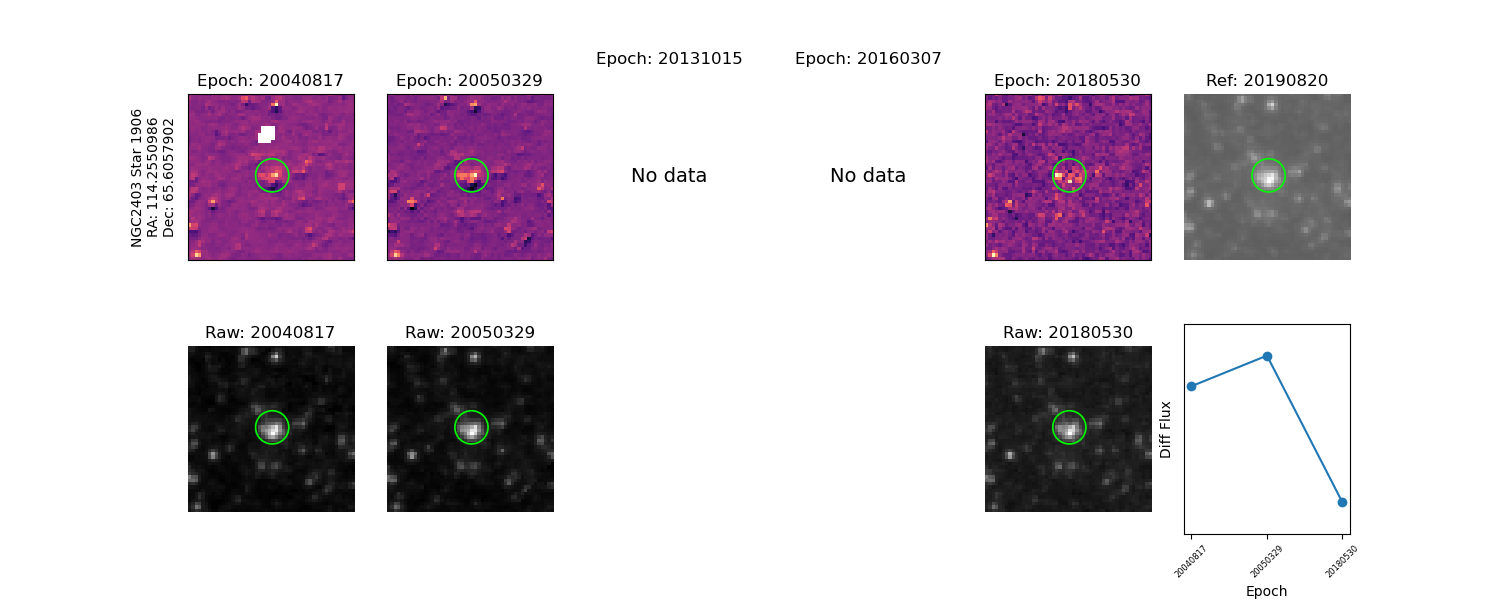 Epoch: 20131015
Epoch: 20160307
Epoch: 20040817
Epoch: 20050329
Epoch: 20180530
Ref: 20190820
NGC2403 Star 1906
RA: 114.2550986
Dec: 65.6057902
No data
No data
Raw: 20040817
Raw: 20050329
Raw: 20180530
Diff Flux
20040817
20050329
20180530
Epoch